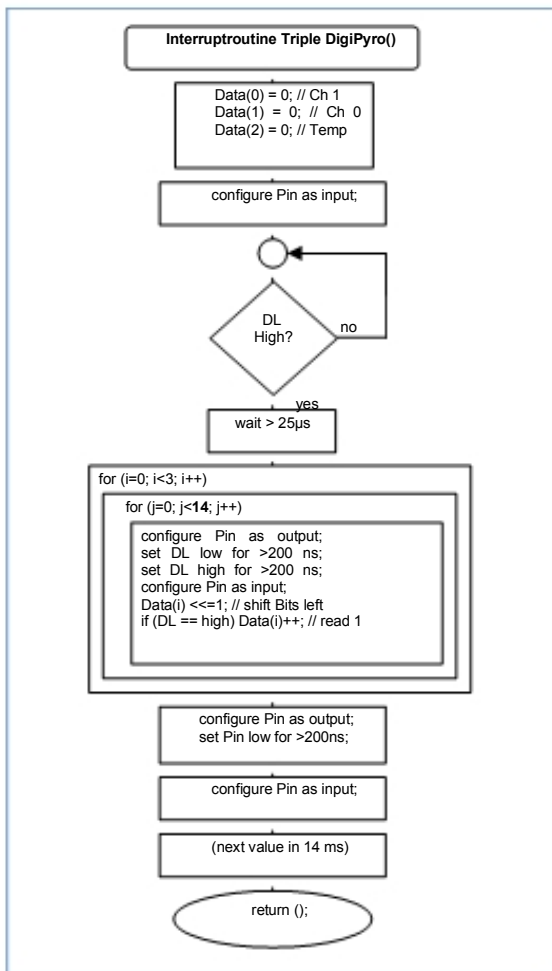 Interruptroutine Triple DigiPyro()
Data(0) = 0; // Ch 1
Data(1) = 0; // Ch 0
Data(2) = 0; // Temp
configure Pin as input;
DL
High?
no
yes
wait > 25µs
for (i=0; i<3; i++)
for (j=0; j<14; j++)
configure Pin as output;
set DL low for >200 ns;
set DL high for >200 ns;
configure Pin as input;
Data(i) <<=1; // shift Bits left
if (DL == high) Data(i)++; // read 1
configure Pin as output;
set Pin low for >200ns;
configure Pin as input;
(next value in 14 ms)
return ();